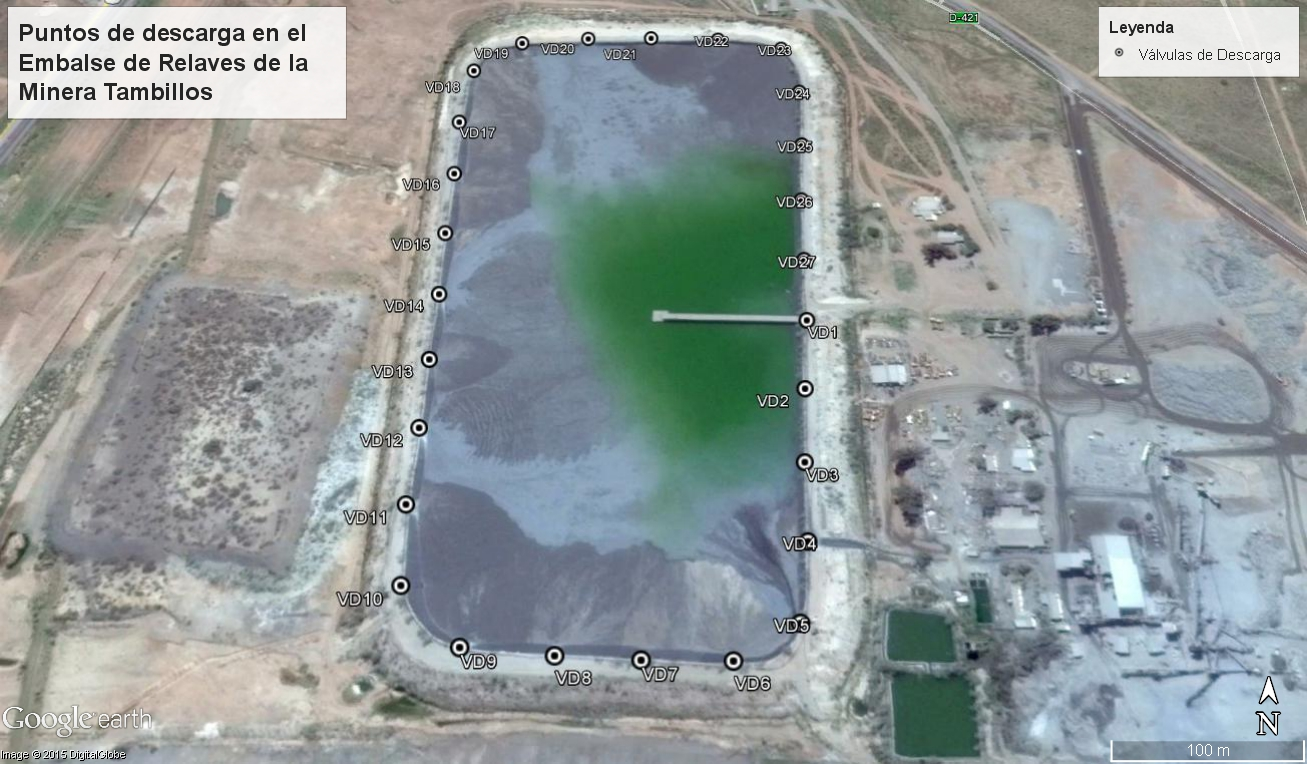 Puntos de descarga en el
Embalse de Relaves de la
Minera Tambillos
D-421
Leyenda
Válvulas de Descarga
VD19
VD20
VD21
VD22
VD23
VD18
VD24
VD17
VD25
VD16
VD26
VD15
VD27
VD14
VD1
VD13
VD2
VD12
VD3
VD11
VD4
VD10
VD5
VD9
VD8
VD7
VD6
Google earth
N
Image © 2015 DigitalGlobe
100 m